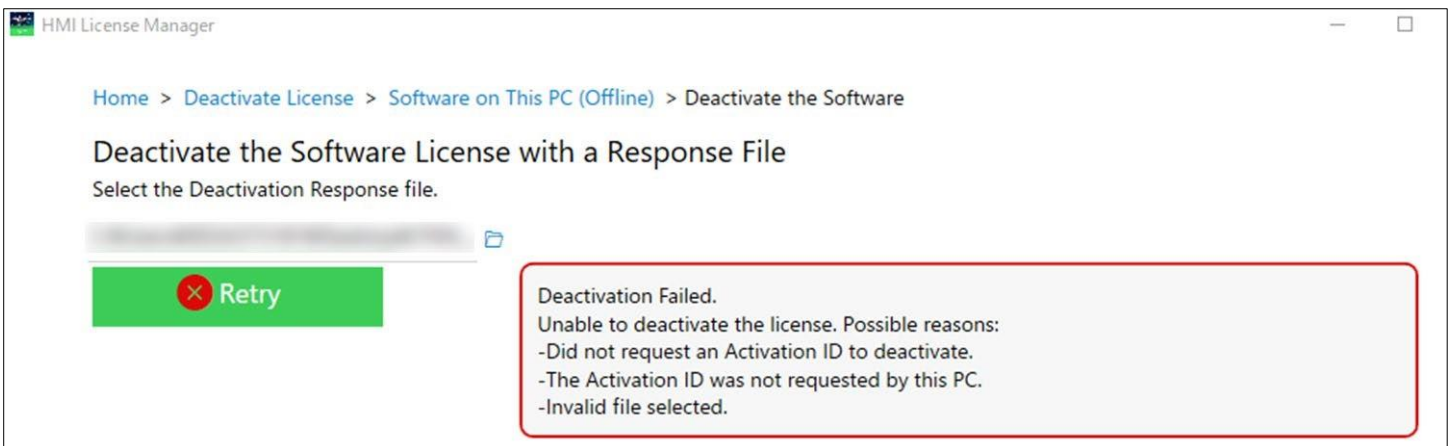 HMI License Manager
Home > Deactivate License > Software on This PC (Offline) > Deactivate the Software
Deactivate the Software License with a Response File
Select the Deactivation Response file.
Retry
Deactivation Failed.
Unable to deactivate the license. Possible reasons:
-Did not request an Activation ID to deactivate.
-The Activation ID was not requested by this PC.
-Invalid file selected.